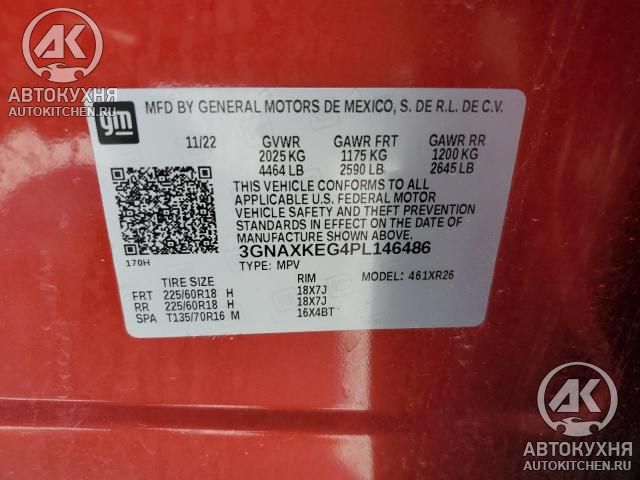 AK
АВТОКУХНЯ
AUTOKITCHEN.RU
gm
MFD BY GENERAL MOTORS DE MEXICO, S. DE R.L. DE C.V.
11/22 GVWR GAWR FRT GAWR RR
2025 KG 1175 KG 1200 KG
4464 LB 2590 LB 2645 LB
THIS VEHICLE CONFORMS TO ALL
APPLICABLE U.S. FEDERAL MOTOR
VEHICLE SAFETY AND THEFT PREVENTION
STANDARDS IN EFFECT ON THE DATE OF
MANUFACTURE SHOWN ABOVE.
3GNAXKEG4PL146486
170H
TYPE: MPV MODEL: 461XR26
TIRE SIZE RIM
FRT 225/60R18 H 18X7J
RR 225/60R18 H 18X7J
SPA T135/70R16 M 16X4BT
AK
АВТОКУХНЯ
AUTOKITCHEN.RU